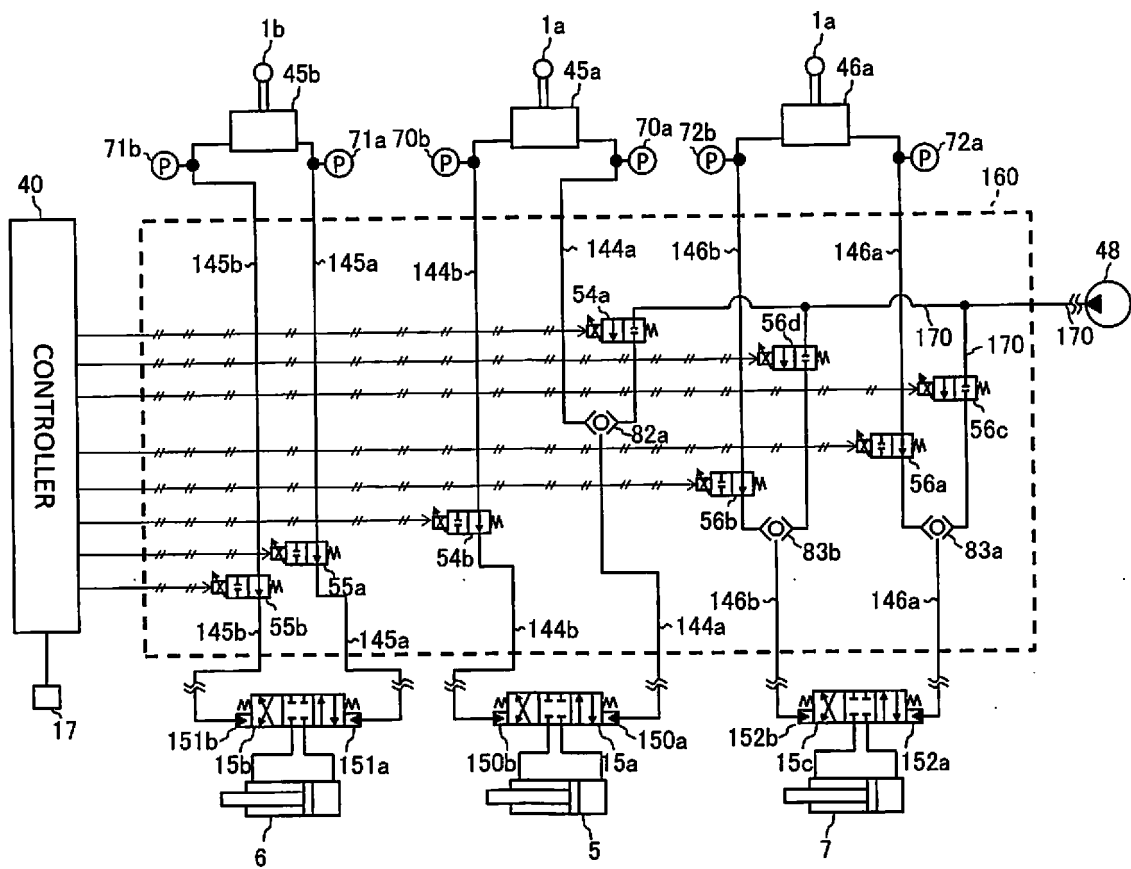 1b
1a
1a
45b
45a
46a
71b
P
P
71a
70b
P
P
70a
72b
P
P
72a
40
160
CONTROLLER
145b
145a
144b
144a
146b
146a
48
54a
56d
170
170
170
56c
82a
56a
56b
83b
83a
54b
55a
55b
145b
145a
144b
144a
146b
146a
17
151b
15b
151a
150b
15a
150a
152b
15c
152a
6
5
7